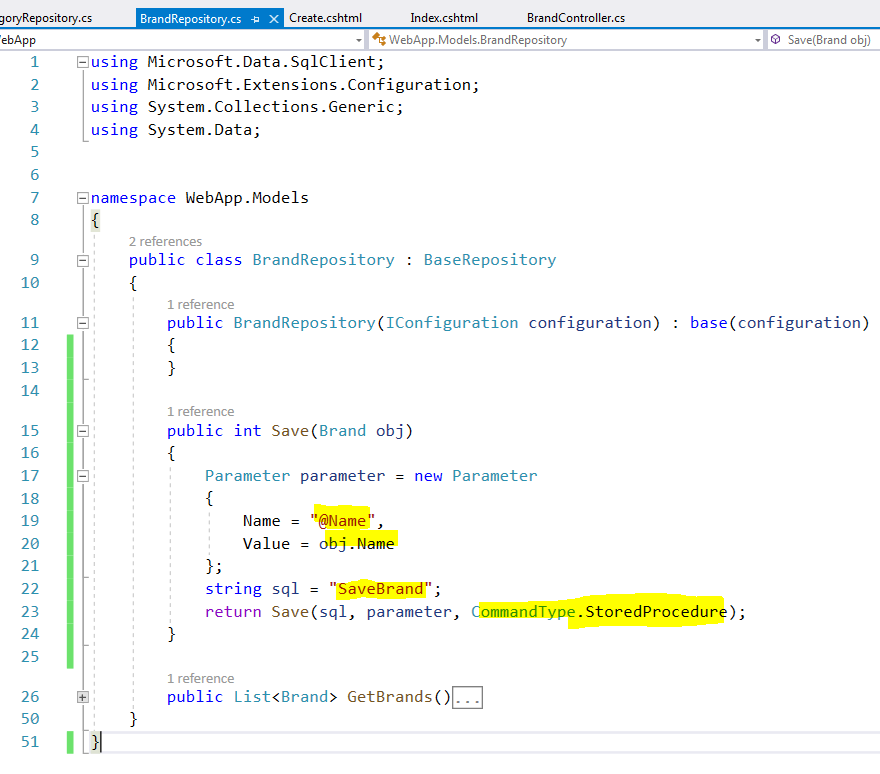 goryRepository.cs BrandRepository.cs Create.cshtml Index.cshtml BrandController.cs
ebApp WebApp.Models.BrandRepository Save(Brand obj)
1 using Microsoft.Data.SqlClient;
2 using Microsoft.Extensions.Configuration;
3 using System.Collections.Generic;
4 using System.Data;
5
6
7 namespace WebApp.Models
8 {
2 references
9 public class BrandRepository : BaseRepository
10 {
1 reference
11 public BrandRepository(IConfiguration configuration) : base(configuration)
12 {
13 }
14
1 reference
15 public int Save(Brand obj)
16 {
17 Parameter parameter = new Parameter
18 {
19 Name = "@Name",
20 Value = obj.Name
21 };
22 string sql = "SaveBrand";
23 return Save(sql, parameter, CommandType.StoredProcedure);
24 }
25
1 reference
26 public List<Brand> GetBrands()...
50 }
51 }